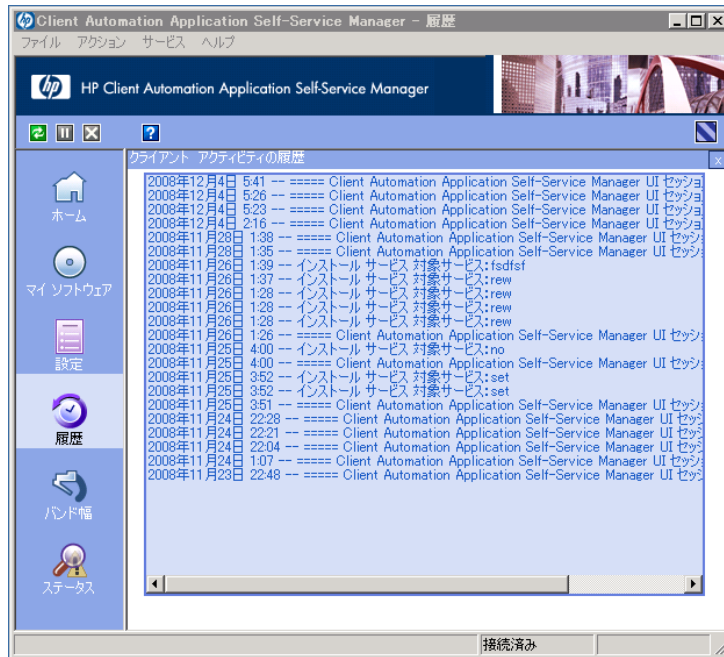 Client Automation Application Self-Service Manager - 履歴
ファイル アクション サービス ヘルプ
hp HP Client Automation Application Self-Service Manager
クライアント アクティビティの履歴
ホーム
マイ ソフトウェア
設定
履歴
バンド幅
ステータス
2008年12月4日 5:41 -- ===== Client Automation Application Self-Service Manager UI セッショ
2008年12月4日 5:26 -- ===== Client Automation Application Self-Service Manager UI セッショ
2008年12月4日 5:23 -- ===== Client Automation Application Self-Service Manager UI セッショ
2008年12月4日 2:16 -- ===== Client Automation Application Self-Service Manager UI セッショ
2008年11月28日 1:38 -- ===== Client Automation Application Self-Service Manager UI セッシ
2008年11月28日 1:35 -- ===== Client Automation Application Self-Service Manager UI セッシ
2008年11月26日 1:39 -- インストール サービス 対象サービス:fsdfsf
2008年11月26日 1:37 -- インストール サービス 対象サービス:rew
2008年11月26日 1:28 -- インストール サービス 対象サービス:rew
2008年11月26日 1:28 -- インストール サービス 対象サービス:rew
2008年11月26日 1:28 -- インストール サービス 対象サービス:rew
2008年11月26日 1:26 -- ===== Client Automation Application Self-Service Manager UI セッシ
2008年11月25日 4:00 -- インストール サービス 対象サービス:no
2008年11月25日 4:00 -- ===== Client Automation Application Self-Service Manager UI セッシ
2008年11月25日 3:52 -- インストール サービス 対象サービス:set
2008年11月25日 3:52 -- インストール サービス 対象サービス:set
2008年11月25日 3:51 -- ===== Client Automation Application Self-Service Manager UI セッシ
2008年11月24日 22:28 -- ===== Client Automation Application Self-Service Manager UI セッ
2008年11月24日 22:21 -- ===== Client Automation Application Self-Service Manager UI セッ
2008年11月24日 22:04 -- ===== Client Automation Application Self-Service Manager UI セッ
2008年11月24日 1:07 -- ===== Client Automation Application Self-Service Manager UI セッシ
2008年11月23日 22:48 -- ===== Client Automation Application Self-Service Manager UI セッ
接続済み